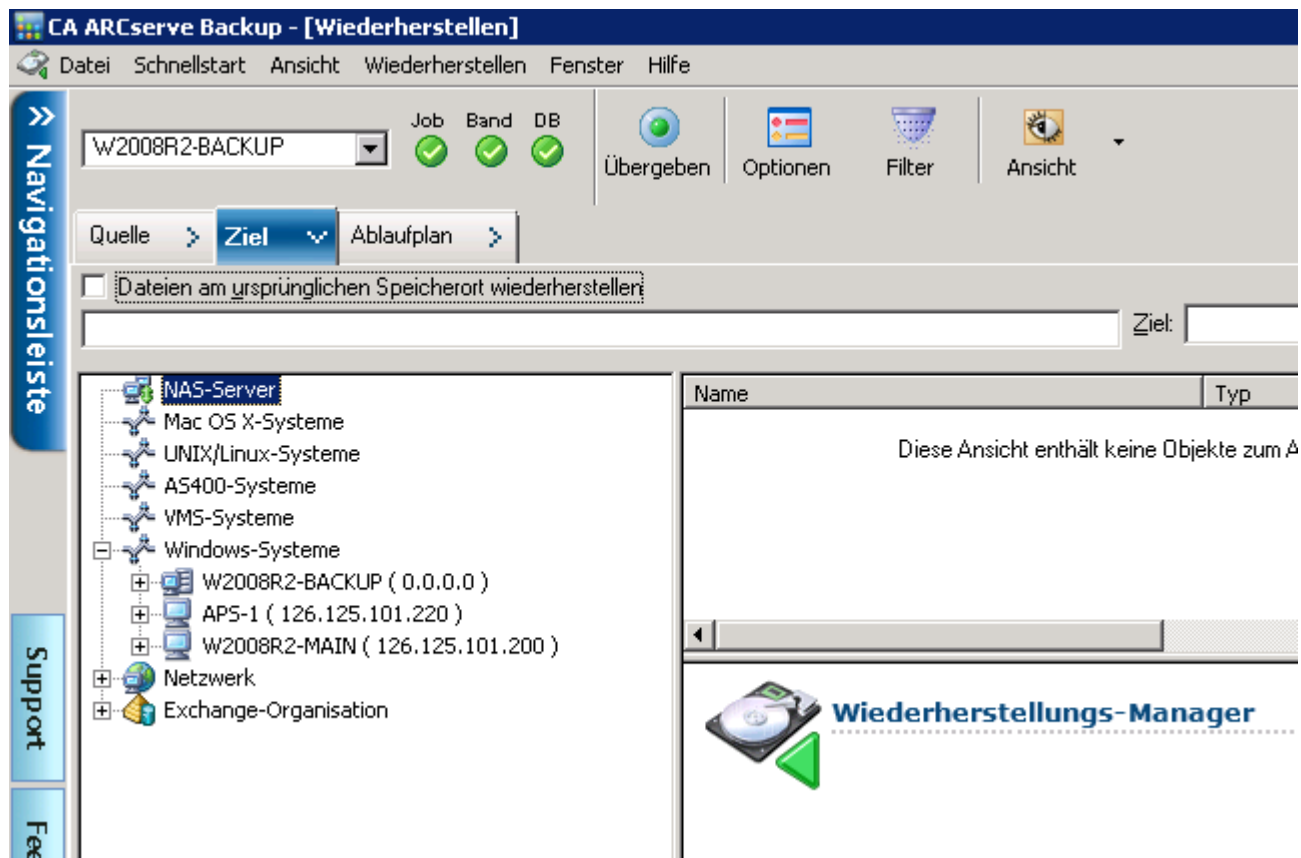 CA ARCserve Backup - [Wiederherstellen]
Datei Schnellstart Ansicht Wiederherstellen Fenster Hilfe
Navigationsleiste
W2008R2-BACKUP
Job Band DB
Übergeben Optionen Filter Ansicht
Quelle Ziel Ablaufplan
Dateien am ursprünglichen Speicherort wiederherstellen
Ziel:
NAS-Server
Mac OS X-Systeme
UNIX/Linux-Systeme
AS400-Systeme
VMS-Systeme
Windows-Systeme
W2008R2-BACKUP ( 0.0.0.0 )
APS-1 ( 126.125.101.220 )
W2008R2-MAIN ( 126.125.101.200 )
Netzwerk
Exchange-Organisation
Name Typ
Diese Ansicht enthält keine Objekte zum A
Wiederherstellungs-Manager
Support
Fee